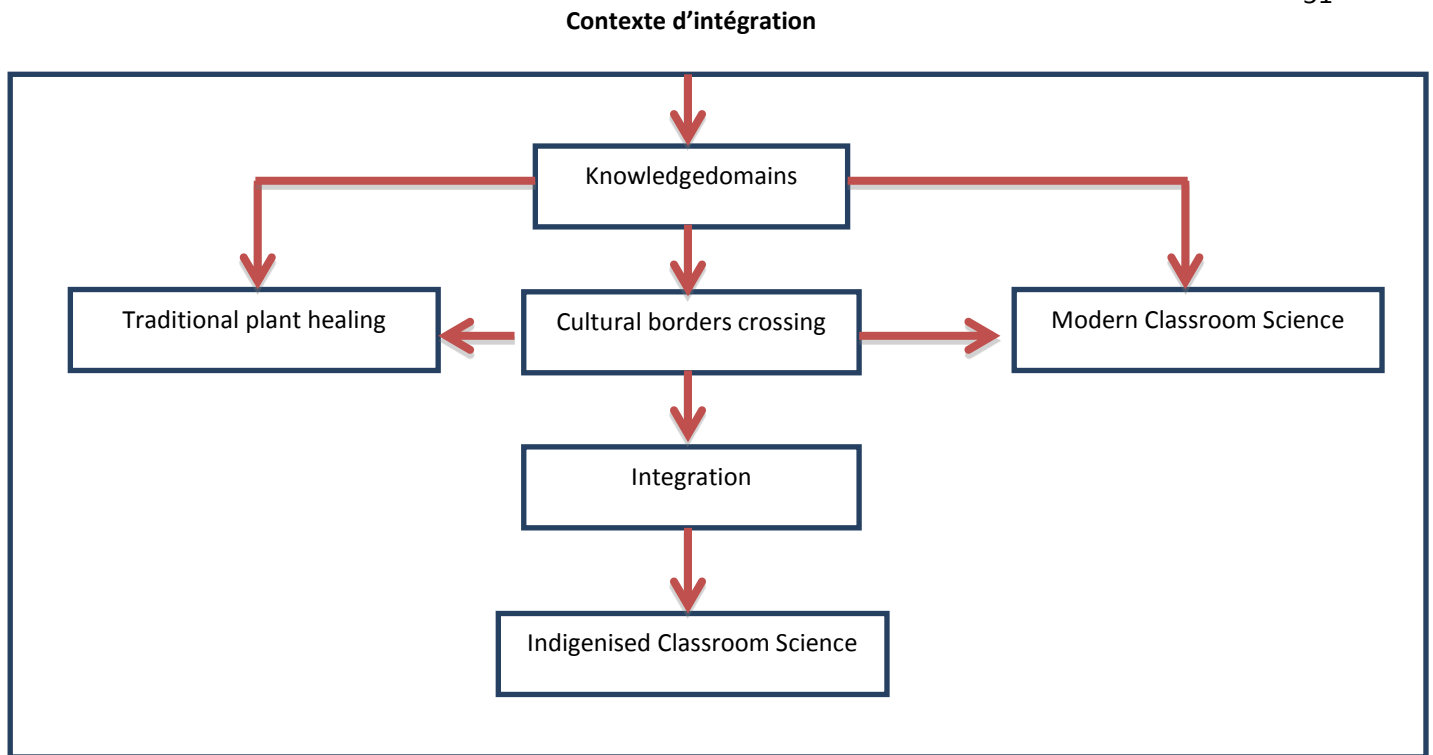 Contexte d’intégration
Knowledgedomains
Traditional plant healing
Cultural borders crossing
Modern Classroom Science
Integration
Indigenised Classroom Science